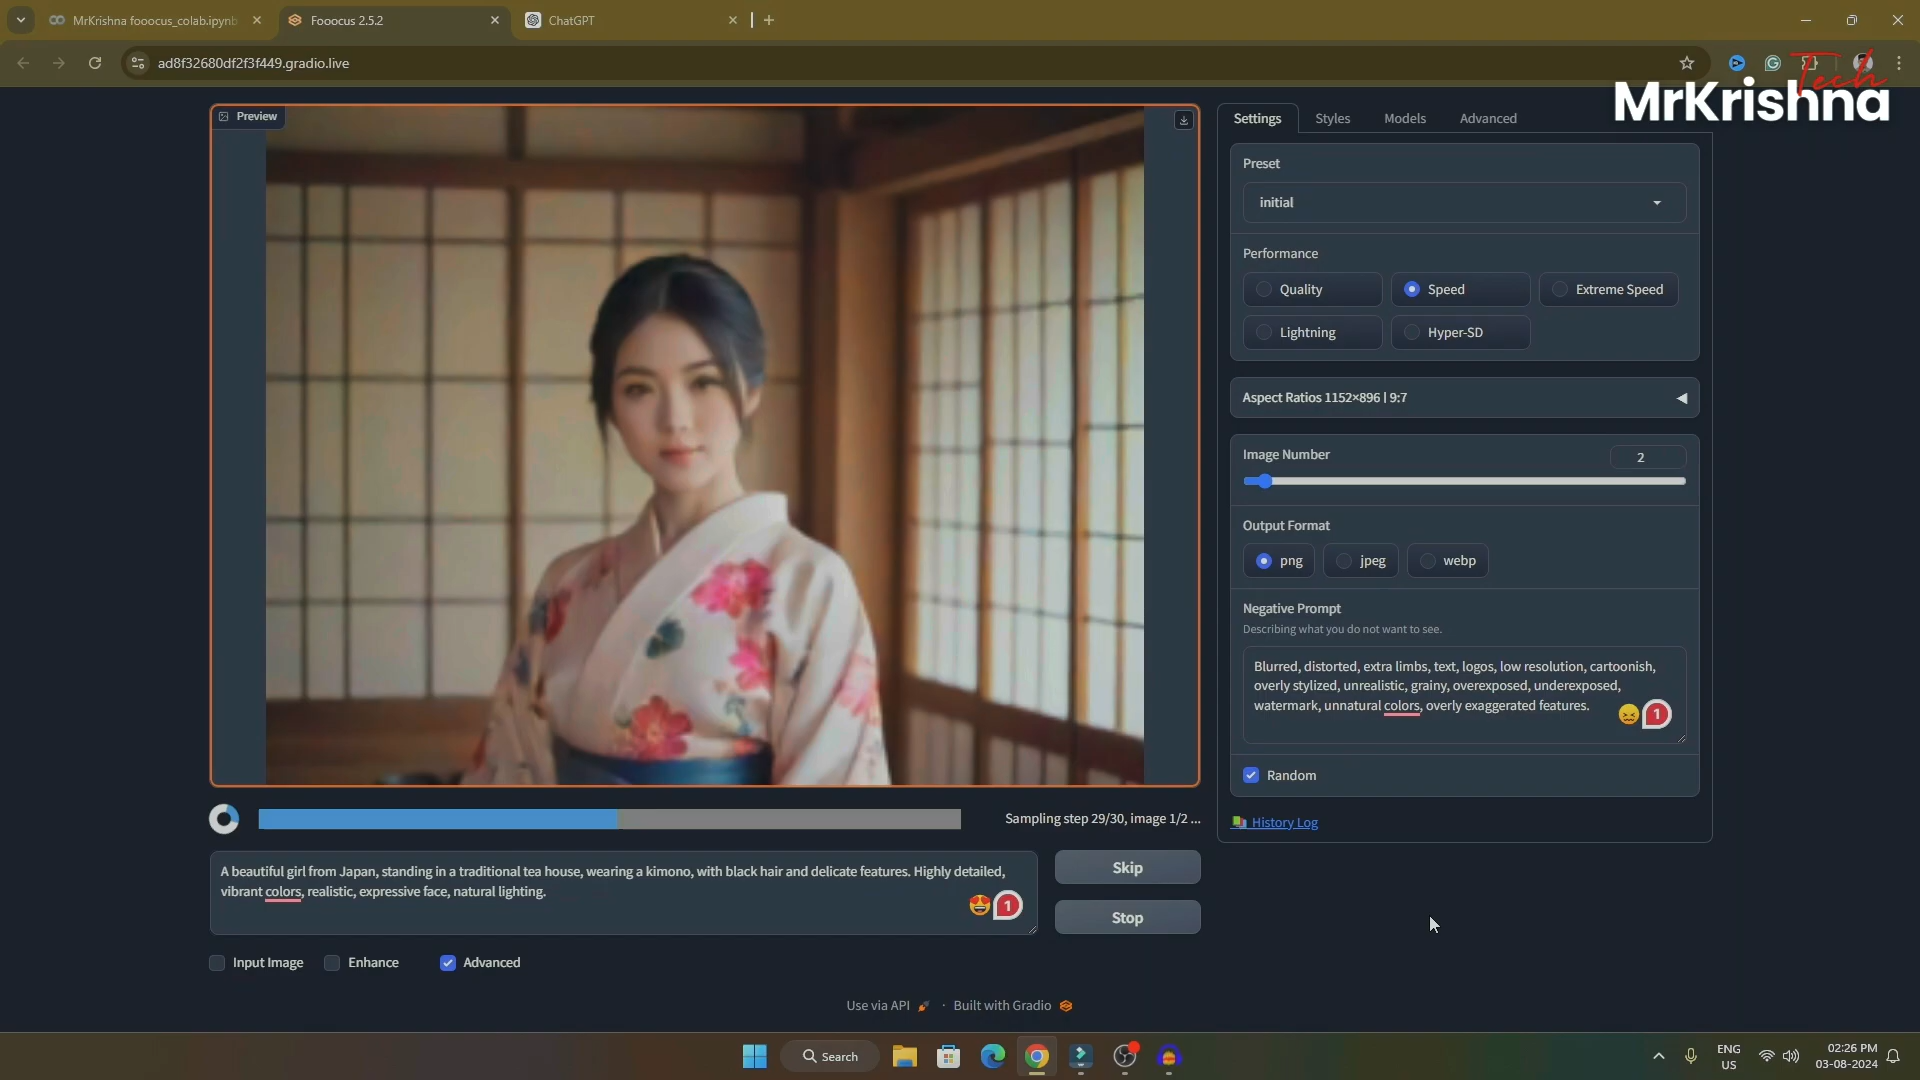 MrKrishna fooocus_colab.ipynb
Fooocus 2.5.2
ChatGPT
ad8f32680df2f3f449.gradio.live
Tech
MrKrishna
Preview
Settings
Styles
Models
Advanced
Preset
initial
Performance
Quality
Speed
Extreme Speed
Lightning
Hyper-SD
Aspect Ratios 1152×896 | 9:7
Image Number
2
Output Format
png
jpeg
webp
Negative Prompt
Describing what you do not want to see.
Blurred, distorted, extra limbs, text, logos, low resolution, cartoonish,
overly stylized, unrealistic, grainy, overexposed, underexposed,
watermark, unnatural colors, overly exaggerated features.
1
Random
History Log
Sampling step 29/30, image 1/2 ...
A beautiful girl from Japan, standing in a traditional tea house, wearing a kimono, with black hair and delicate features. Highly detailed,
vibrant colors, realistic, expressive face, natural lighting.
1
Skip
Stop
Input Image
Enhance
Advanced
Use via API
·
Built with Gradio
Search
ENG
US
02:26 PM
03-08-2024